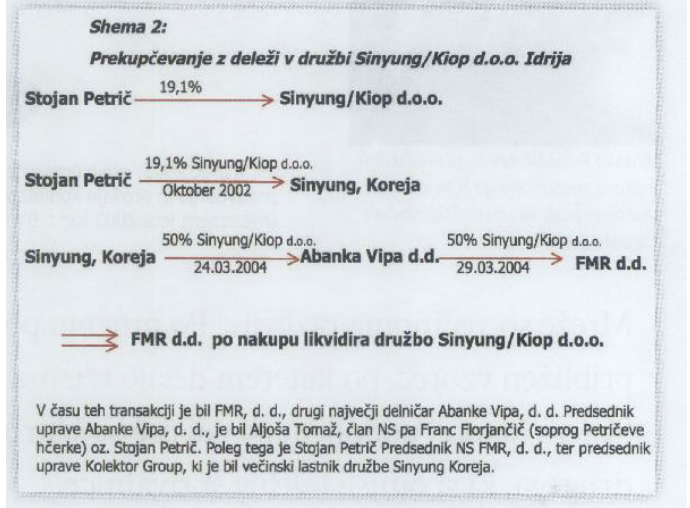 Shema 2:
Prekupčevanje z deleži v družbi Sinyung/Kiop d.o.o. Idrija
Stojan Petrič 19,1% Sinyung/Kiop d.o.o.
19,1% Sinyung/Kiop d.o.o.
Stojan Petrič Oktober 2002 Sinyung, Koreja
50% Sinyung/Kiop d.o.o. 50% Sinyung/Kiop d.o.o.
Sinyung, Koreja 24.03.2004 Abanka Vipa d.d. 29.03.2004 FMR d.d.
FMR d.d. po nakupu likvidira družbo Sinyung/Kiop d.o.o.
V času teh transakciji je bil FMR, d. d., drugi največji delničar Abanke Vipa, d. d. Predsednik
uprave Abanke Vipa, d. d., je bil Aljoša Tomaž, član NS pa Franc Florjančič (soprog Petričeve
hčerke) oz. Stojan Petrič. Poleg tega je Stojan Petrič Predsednik NS FMR, d. d., ter predsednik
uprave Kolektor Group, ki je bil večinski lastnik družbe Sinyung Koreja.